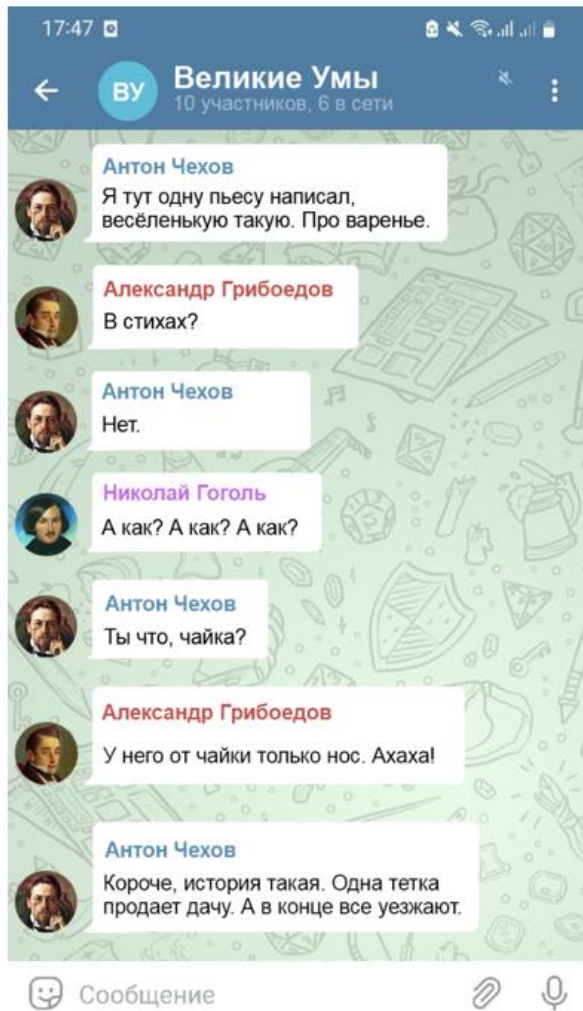 17:47
ВУ
Великие Умы
10 участников, 6 в сети
Антон Чехов
Я тут одну пьесу написал,
весёленькую такую. Про варенье.
Александр Грибоедов
В стихах?
Антон Чехов
Нет.
Николай Гоголь
А как? А как? А как?
Антон Чехов
Ты что, чайка?
Александр Грибоедов
У него от чайки только нос. Ахаха!
Антон Чехов
Короче, история такая. Одна тетка
продает дачу. А в конце все уезжают.
Сообщение